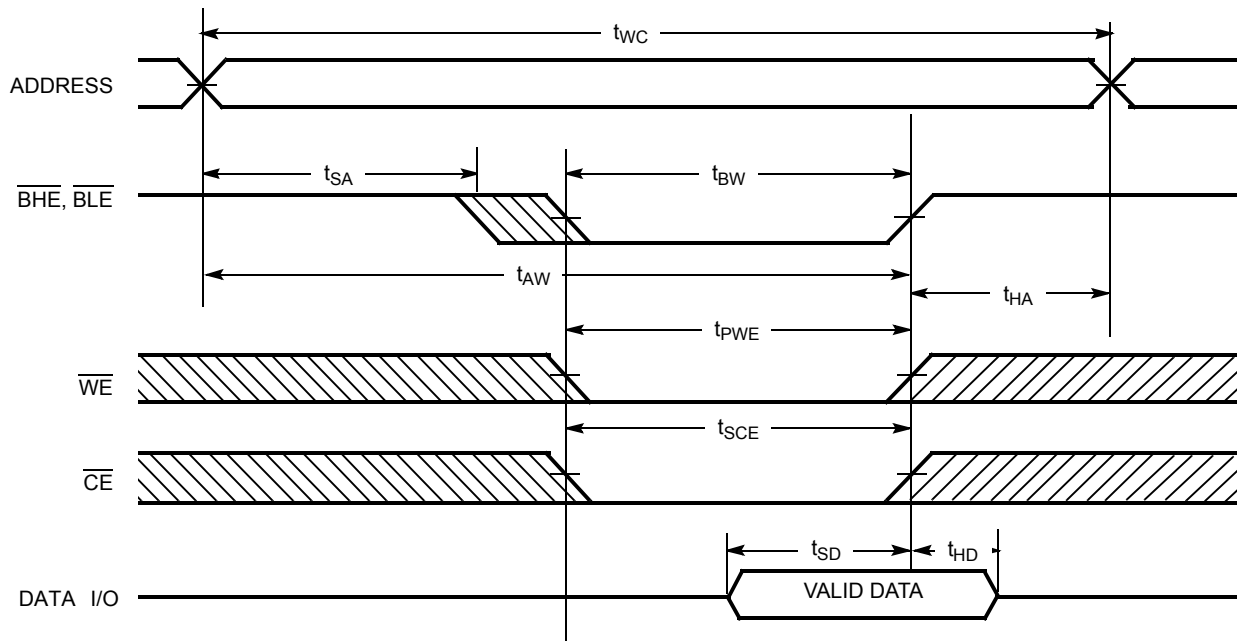 tWC
ADDRESS
tSA
tBW
BHE, BLE
tAW
tHA
tPWE
WE
tSCE
CE
tSD
tHD
DATA I/O
VALID DATA